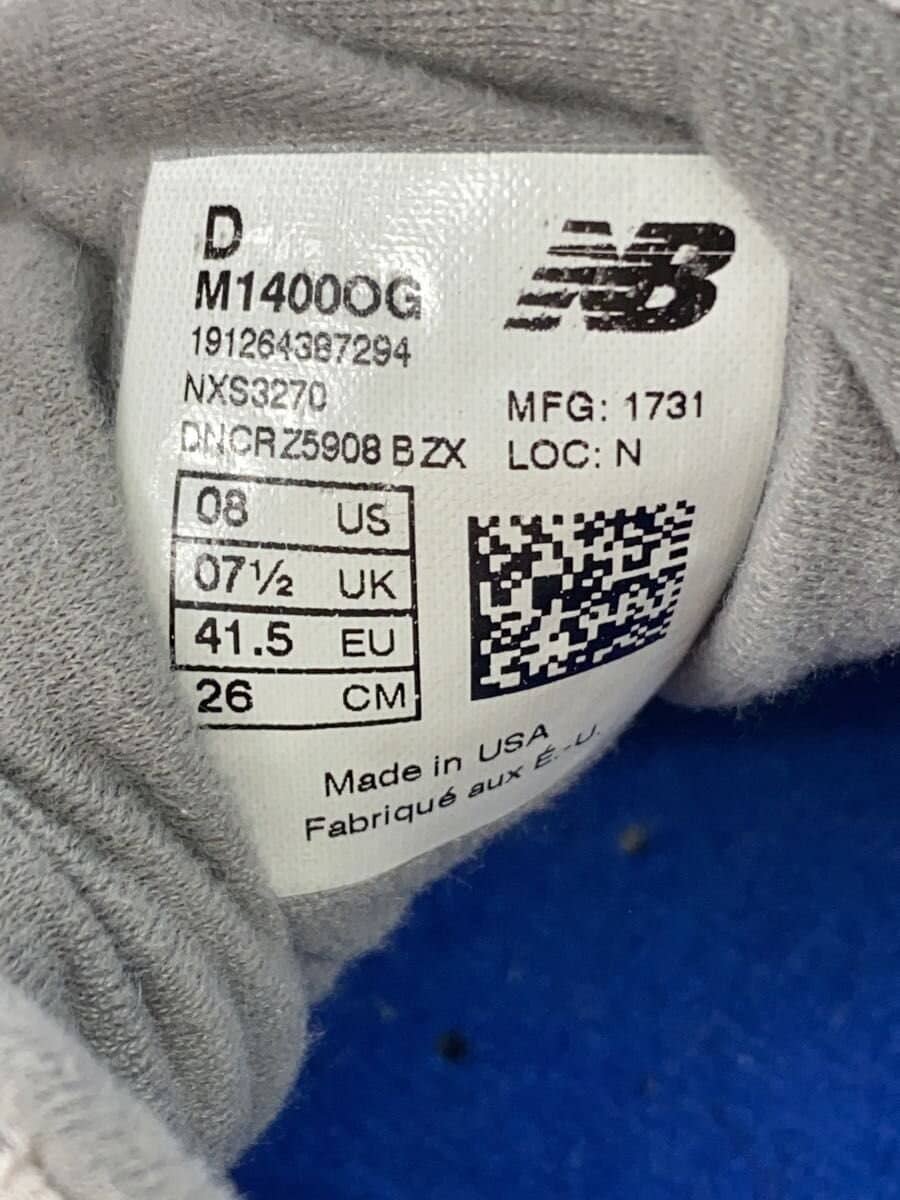 D
NB
M1400OG
191264387294
NXS3270
MFG: 1731
DNCRZ5908 B ZX
LOC: N
08 US
07½ UK
41.5 EU
26 CM
Made in USA
Fabriqué aux É.-U.